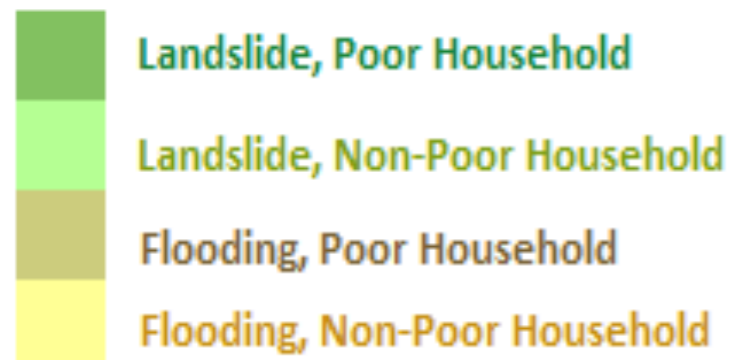 Landslide, Poor Household
Landslide, Non-Poor Household
Flooding, Poor Household
Flooding, Non-Poor Household